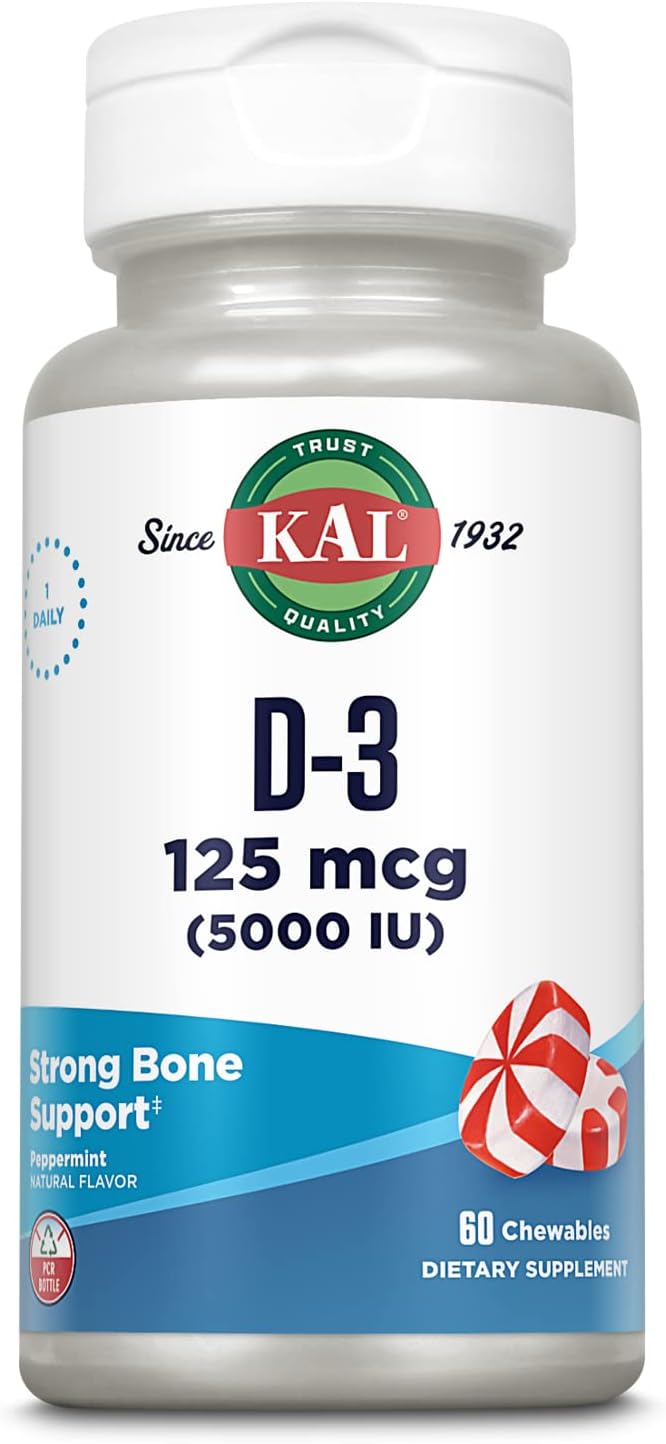 TRUST
Since KAL® 1932
QUALITY
1
DAILY
D-3
125 mcg
(5000 IU)
Strong Bone
Support‡
Peppermint
NATURAL FLAVOR
PCR
BOTTLE
60 Chewables
DIETARY SUPPLEMENT